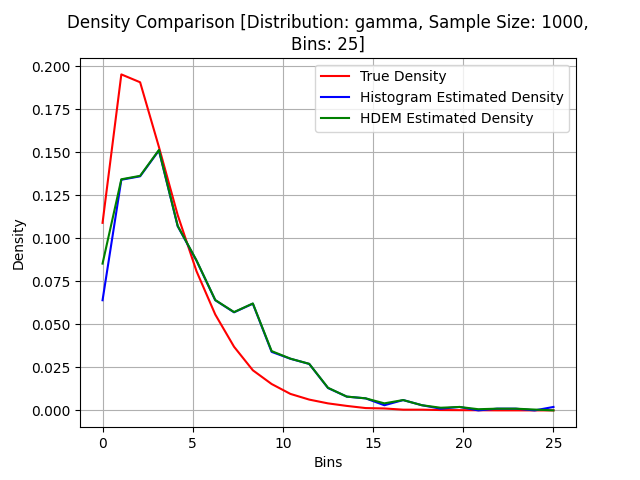 Density Comparison [Distribution: gamma, Sample Size: 1000,
Bins: 25]
True Density
Histogram Estimated Density
HDEM Estimated Density
Density
0.200
0.175
0.150
0.125
0.100
0.075
0.050
0.025
0.000
0 5 10 15 20 25
Bins